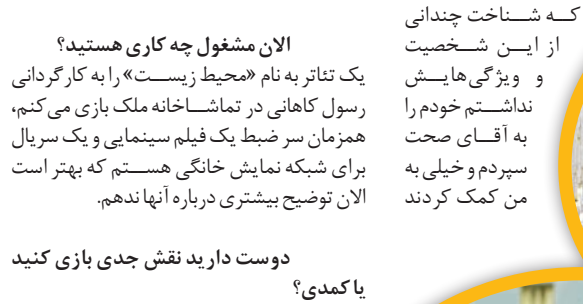 که شناخت چندانی
از این شخصیت
و ویژگی‌هایش
نداشتم خودم را
به آقای صحت
سپردم و خیلی به
من کمک کردند
الان مشغول چه کاری هستید؟
یک تئاتر به نام «محیط زیست» را به کارگردانی
رسول کاهانی در تماشاخانه ملک بازی می‌کنم،
همزمان سر ضبط یک فیلم سینمایی و یک سریال
برای شبکه نمایش خانگی هستم که بهتر است
الان توضیح بیشتری درباره آنها ندهم.
دوست دارید نقش جدی بازی کنید
یا کمدی؟